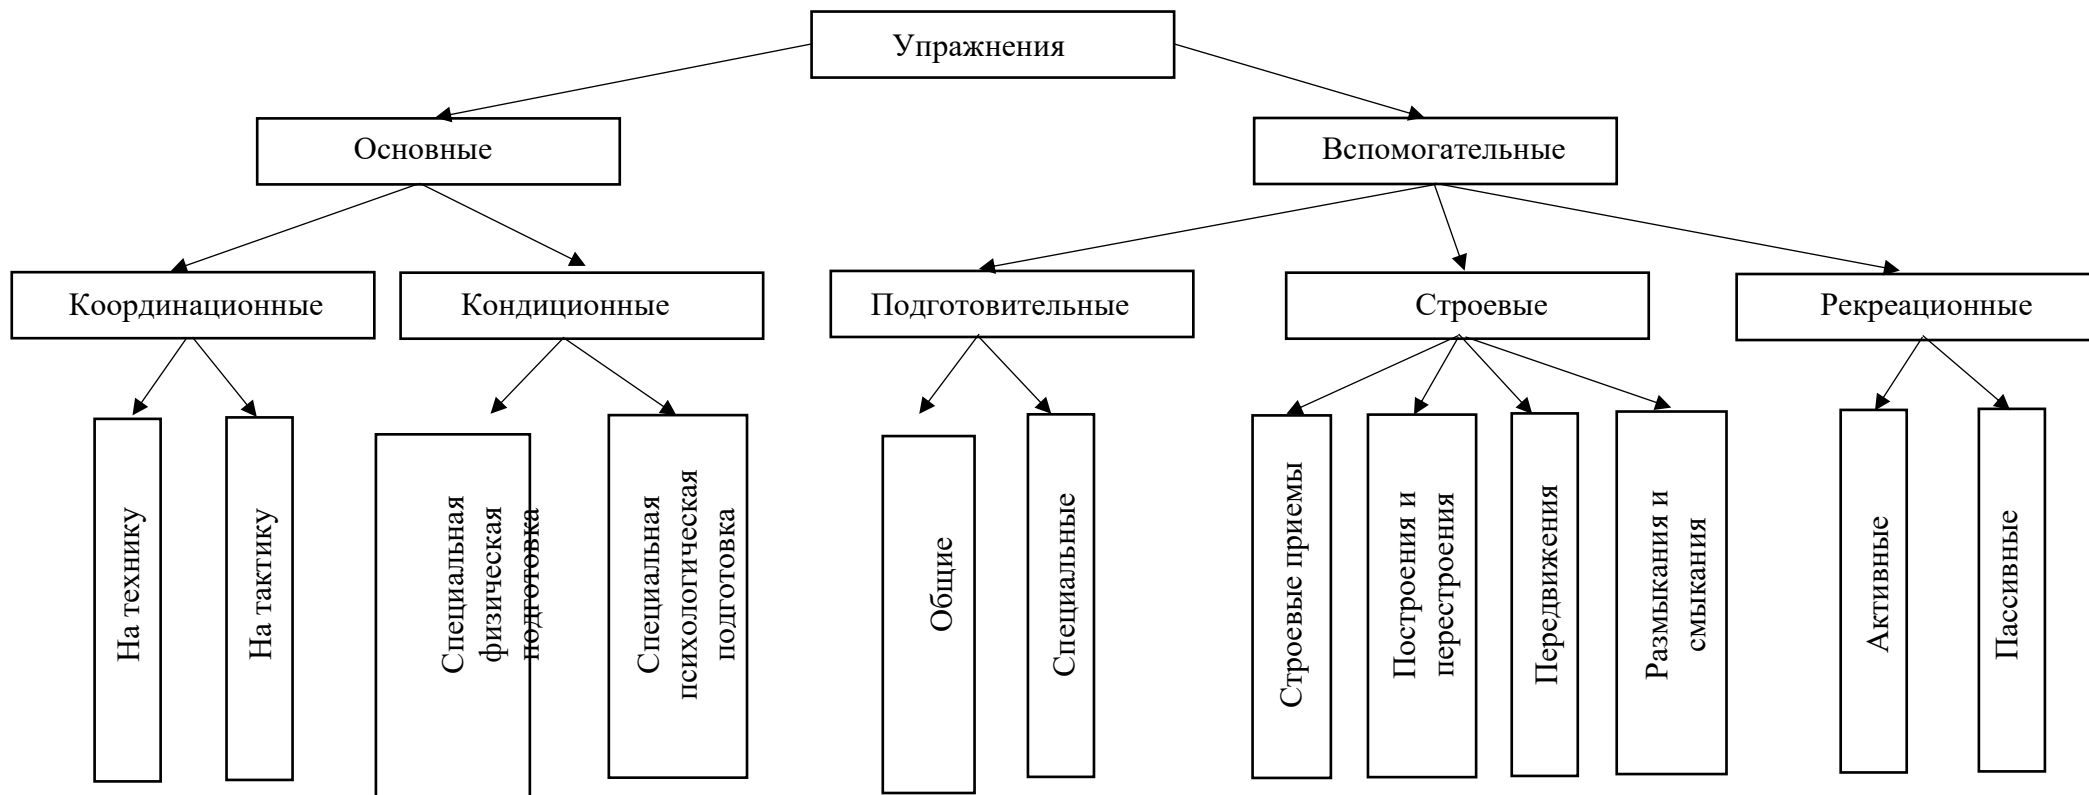 Упражнения
Основные
Вспомогательные
Координационные
Кондиционные
Подготовительные
Строевые
Рекреационные
На технику
На тактику
Специальная
физическая
подготовка
Специальная
психологическая
подготовка
Общие
Специальные
Строевые приемы
Построения и
перестроения
Передвижения
Размыкания и
смыкания
Активные
Пассивные